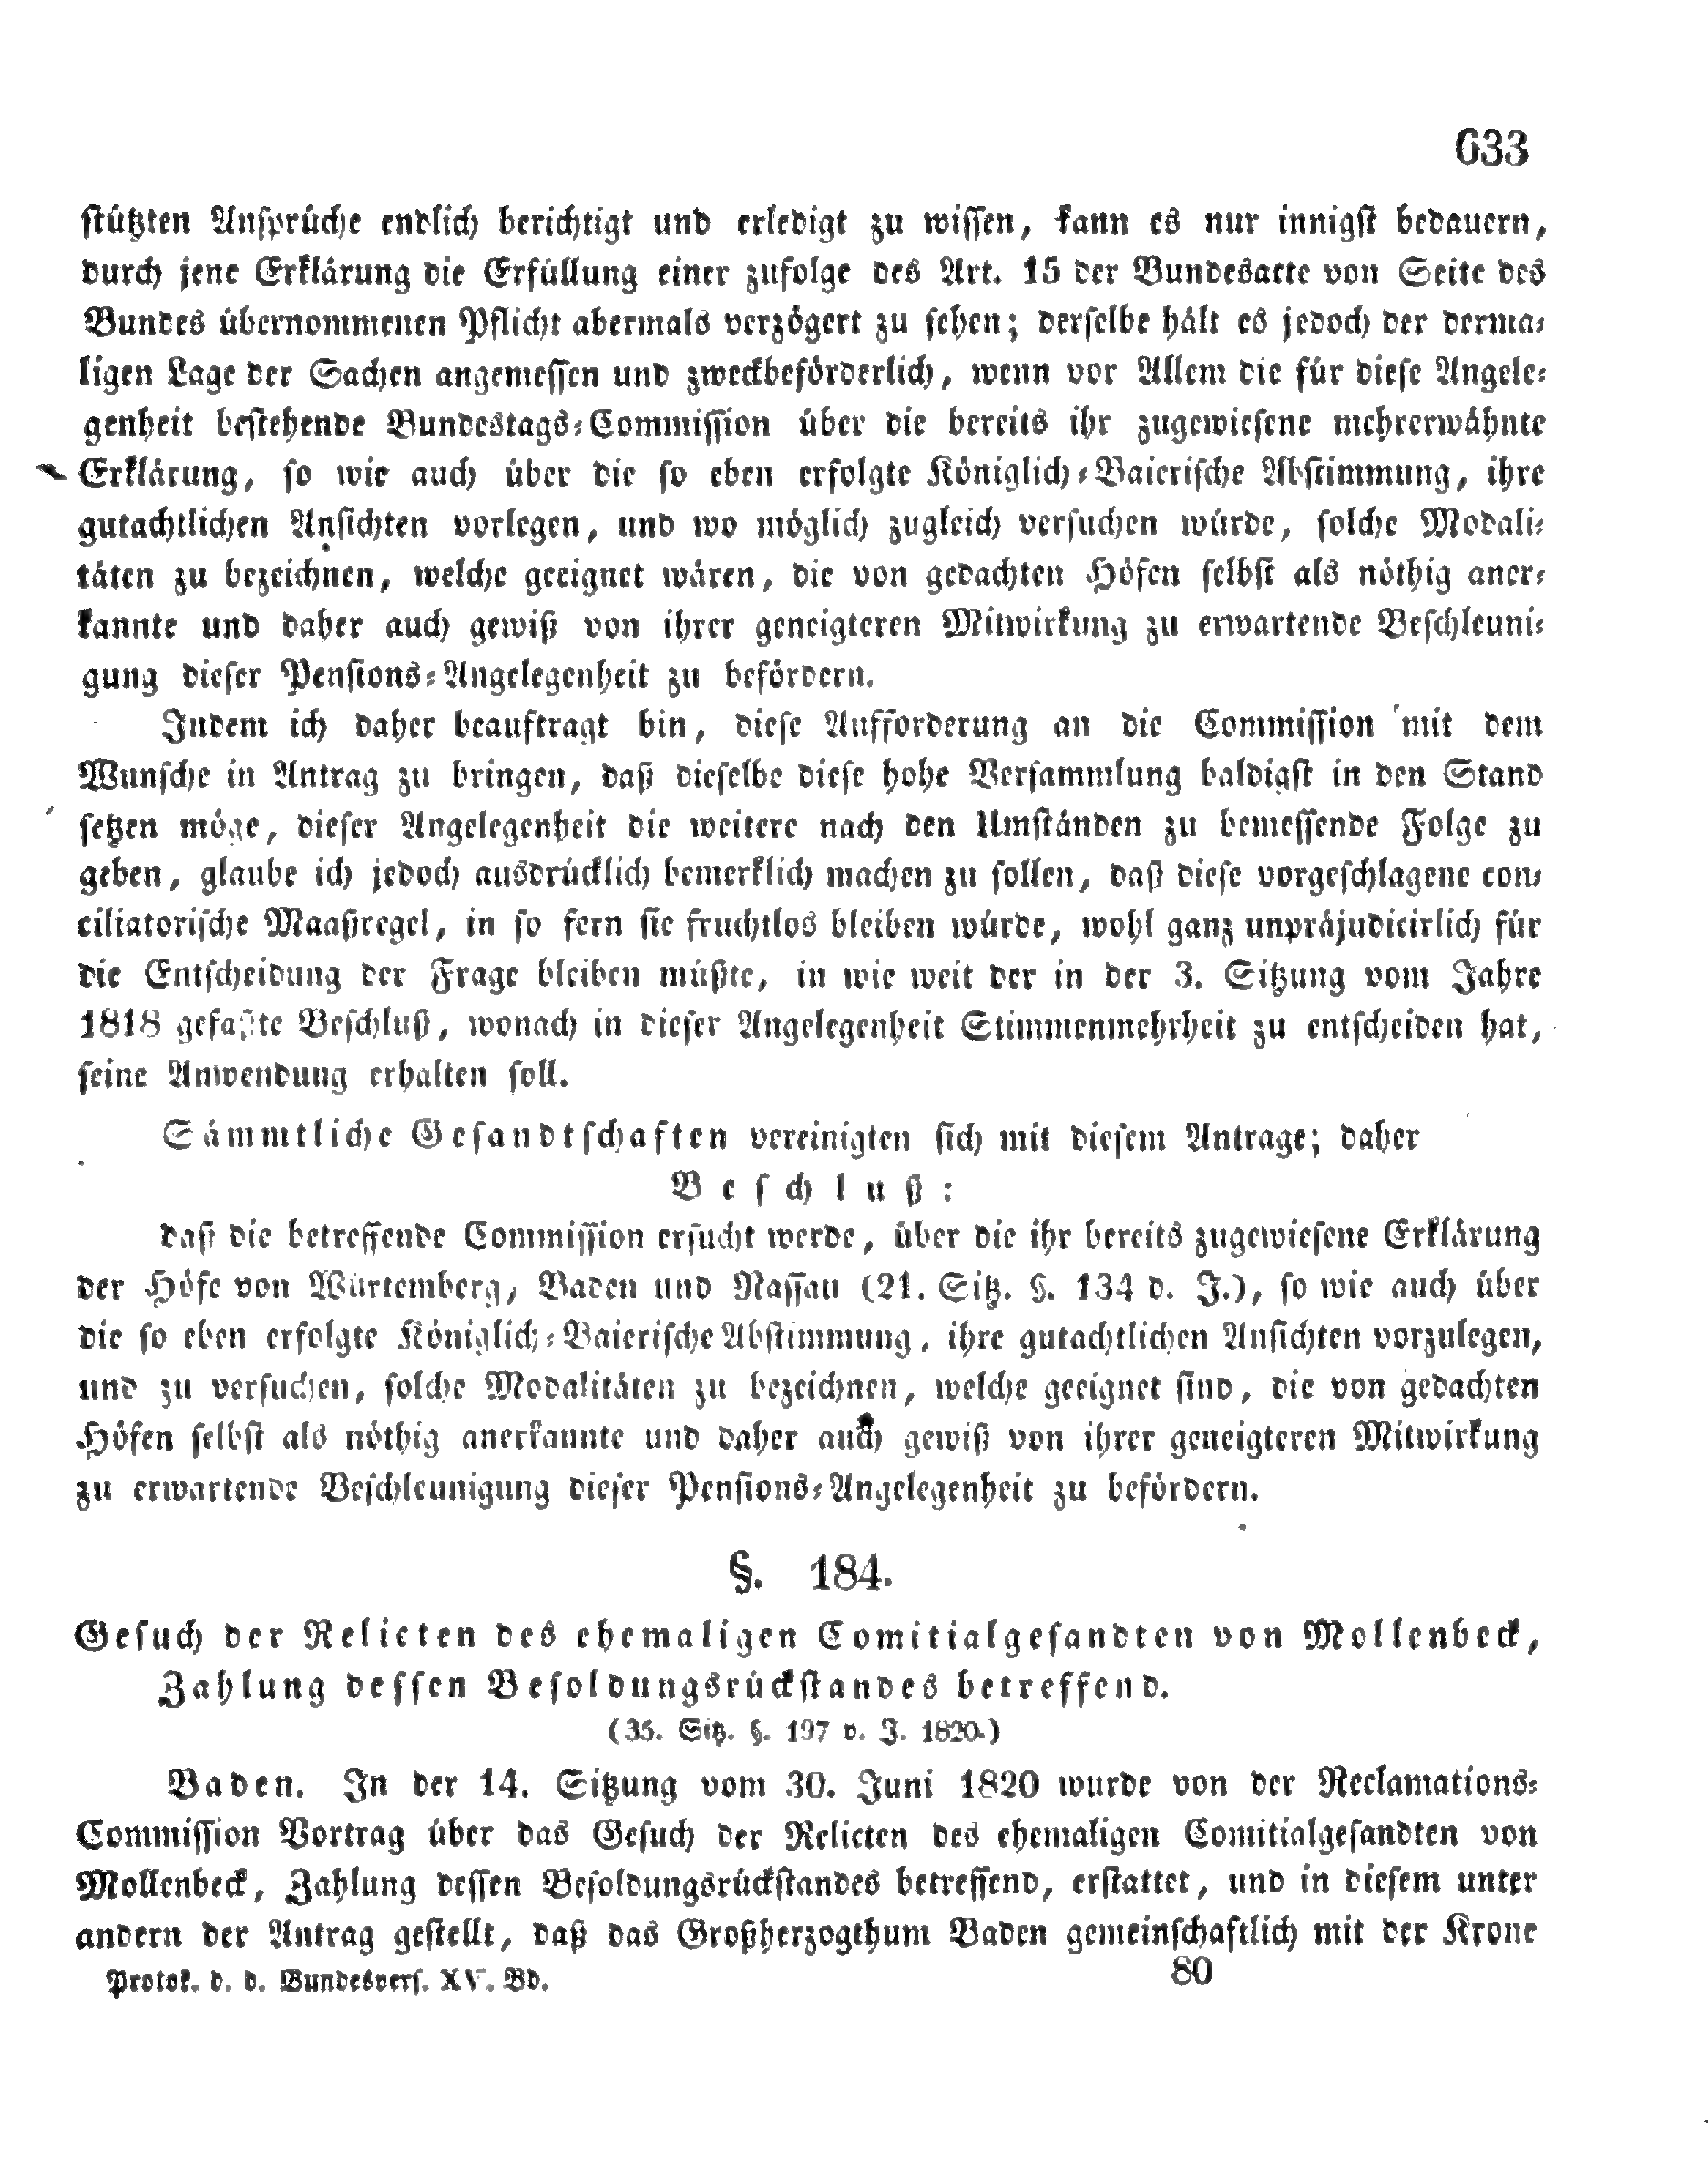 633
stützten Ansprüche endlich berichtigt und erledigt zu wissen, kann es nur innigst bedauern,
durch jene Erklärung die Erfüllung einer zufolge des Art. 15 der Bundesacte von Seite des
Bundes übernommenen Pflicht abermals verzögert zu sehen; derselbe hält es jedoch der derma-
ligen Lage der Sachen angemessen und zweckbeförderlich, wenn vor Allem die für diese Angele-
genheit bestehende Bundestags-Commission über die bereits ihr zugewiesene mehrerwähnte
Erklärung, so wie auch über die so eben erfolgte Königlich-Baierische Abstimmung, ihre
gutachtlichen Ansichten vorlegen, und wo möglich zugleich versuchen würde, solche Modali-
täten zu bezeichnen, welche geeignet wären, die von gedachten Höfen selbst als nöthig aner-
kannte und daher auch gewiß von ihrer geneigteren Mitwirkung zu erwartende Beschleuni-
gung dieser Pensions-Angelegenheit zu befördern.
Indem ich daher beauftragt bin, diese Aufforderung an die Commission mit dem
Wunsche in Antrag zu bringen, daß dieselbe diese hohe Versammlung baldigst in den Stand
setzen möge, dieser Angelegenheit die weitere nach den Umständen zu bemessende Folge zu
geben, glaube ich jedoch ausdrücklich bemerklich machen zu sollen, daß diese vorgeschlagene con-
ciliatorische Maaßregel, in so fern sie fruchtlos bleiben würde, wohl ganz unpräjudicirlich für
die Entscheidung der Frage bleiben müßte, in wie weit der in der 3. Sitzung vom Jahre
1818 gefaßte Beschluß, wonach in dieser Angelegenheit Stimmenmehrheit zu entscheiden hat,
seine Anwendung erhalten soll.
Sämmtliche Gesandtschaften vereinigten sich mit diesem Antrage; daher
Beschluß:
daß die betreffende Commission ersucht werde, über die ihr bereits zugewiesene Erklärung
der Höfe von Würtemberg, Baden und Nassau (21. Sitz. §. 134 d. J.), so wie auch über
die so eben erfolgte Königlich-Baierische Abstimmung, ihre gutachtlichen Ansichten vorzulegen,
und zu versuchen, solche Modalitäten zu bezeichnen, welche geeignet sind, die von gedachten
Höfen selbst als nöthig anerkannte und daher auch gewiß von ihrer geneigteren Mitwirkung
zu erwartende Beschleunigung dieser Pensions-Angelegenheit zu befördern.
§. 184.
Gesuch der Relicten des ehemaligen Comitialgesandten von Mollenbeck,
Zahlung dessen Besoldungsrückstandes betreffend.
(35. Sitz. §. 197 v. J. 1820.)
Baden. In der 14. Sitzung vom 30. Juni 1820 wurde von der Reclamations-
Commission Vortrag über das Gesuch der Relicten des ehemaligen Comitialgesandten von
Mollenbeck, Zahlung dessen Besoldungsrückstandes betreffend, erstattet, und in diesem unter
andern der Antrag gestellt, daß das Großherzogthum Baden gemeinschaftlich mit der Krone
Protok. d. d. Bundesvers. XV. Bd. 80